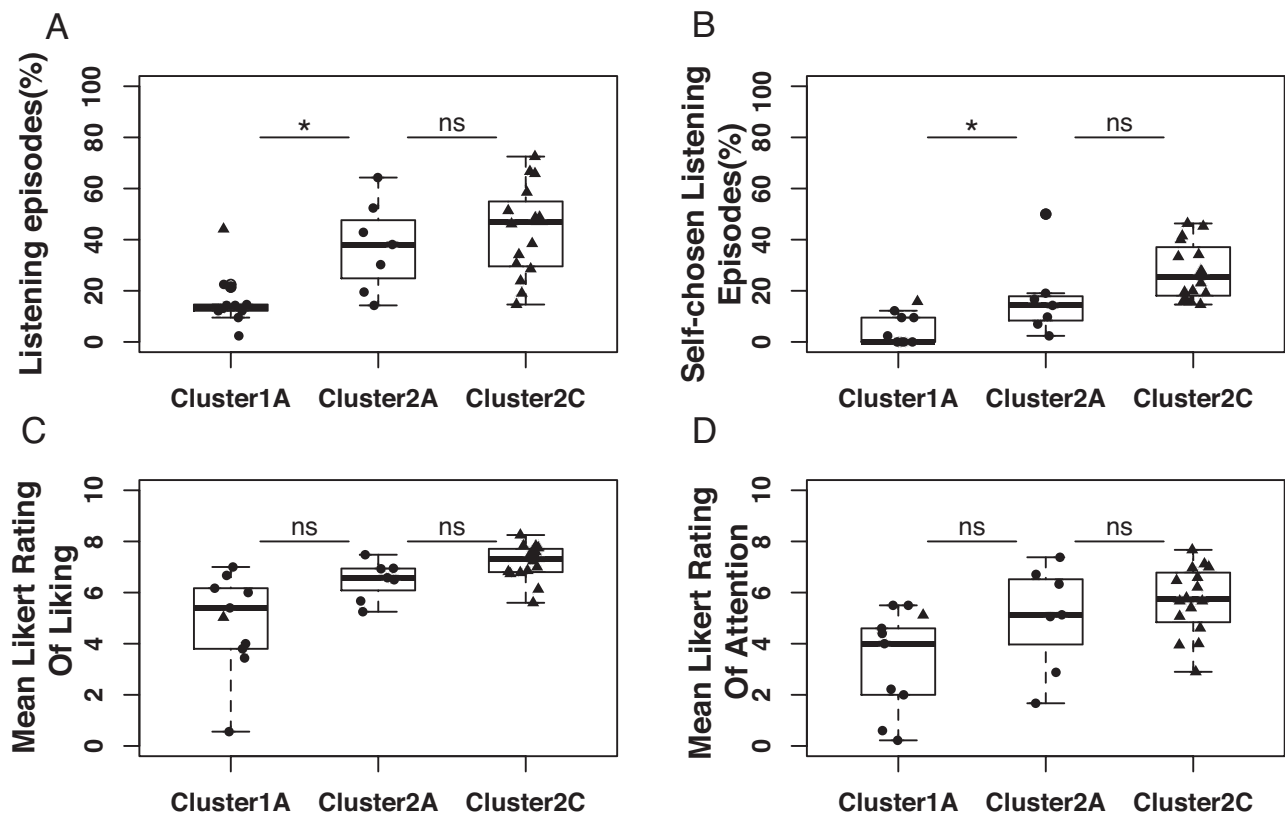 A
Listening episodes(%)
100
80
60
40
20
0
*
ns
Cluster1A
Cluster2A
Cluster2C
B
Self-chosen Listening
Episodes(%)
100
80
60
40
20
0
*
ns
Cluster1A
Cluster2A
Cluster2C
C
Mean Likert Rating
Of Liking
10
8
6
4
2
0
ns
ns
Cluster1A
Cluster2A
Cluster2C
D
Mean Likert Rating
Of Attention
10
8
6
4
2
0
ns
ns
Cluster1A
Cluster2A
Cluster2C